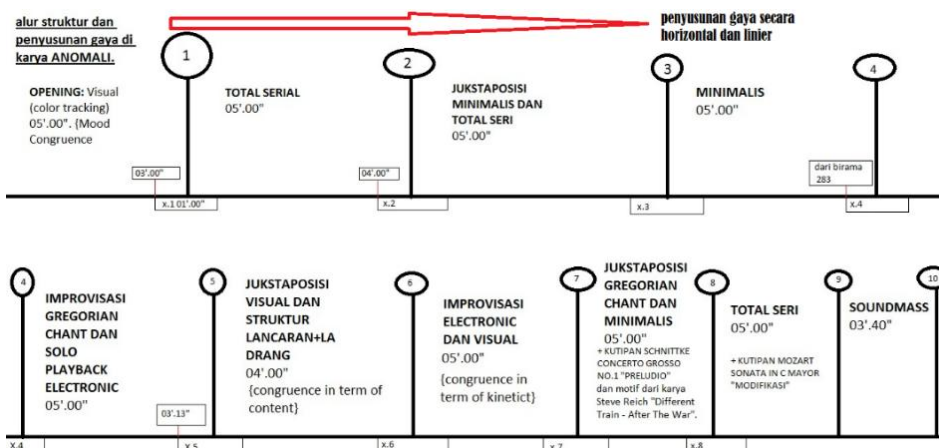 alur struktur dan
penyusunan gaya di
karya ANOMALI.
penyusunan gaya secara
horizontal dan linier
1
2
3
4
OPENING: Visual
(color tracking)
05'.00". {Mood
Congruence
TOTAL SERIAL
05'.00"
JUKSTAPOSISI
MINIMALIS DAN
TOTAL SERI
05'.00"
MINIMALIS
05'.00"
03'.00"
04'.00"
dari birama
283
x.1 01'.00"
x.2
x.3
x.4
4
5
6
7
8
9
10
IMPROVISASI
GREGORIAN
CHANT DAN
SOLO
PLAYBACK
ELECTRONIC
05'.00"
JUKSTAPOSISI
VISUAL DAN
STRUKTUR
LANCARAN+LA
DRANG
04'.00"
{congruence in term of
content}
IMPROVISASI
ELECTRONIC
DAN VISUAL
05'.00"
{congruence in
term of kinetict}
JUKSTAPOSISI
GREGORIAN
CHANT DAN
MINIMALIS
05'.00"
+ KUTIPAN SCHNITTKE
CONCERTO GROSSO
NO.1 "PRELUDIO"
dan motif dari karya
Steve Reich "Different
Train - After The War".
TOTAL SERI
05'.00"
+ KUTIPAN MOZART
SONATA IN C MAYOR
"MODIFIKASI"
SOUNDMASS
03'.40"
03'.13"
x.4
x.5
x.6
x.7
x.8